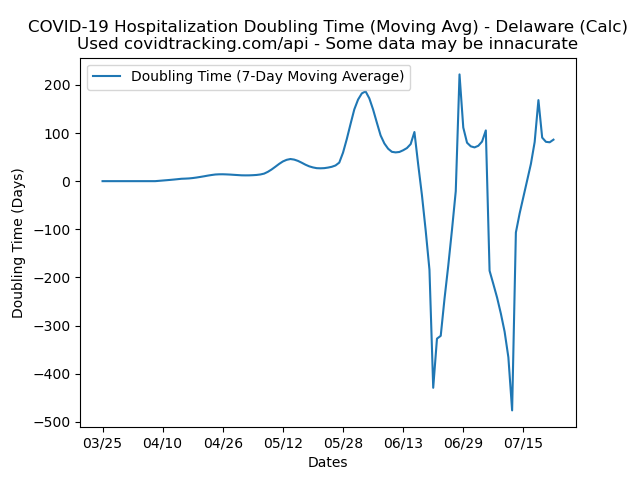 COVID-19 Hospitalization Doubling Time (Moving Avg) - Delaware (Calc)
Used covidtracking.com/api - Some data may be innacurate
Doubling Time (7-Day Moving Average)
200
100
0
−100
−200
−300
−400
−500
Doubling Time (Days)
03/25 04/10 04/26 05/12 05/28 06/13 06/29 07/15
Dates